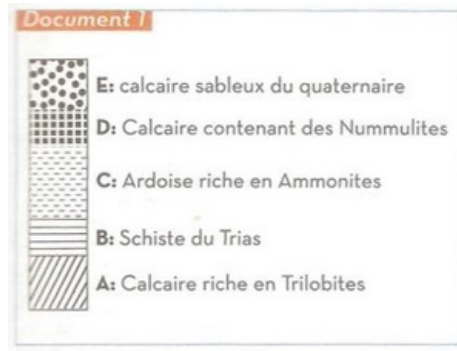 Document 1
E: calcaire sableux du quaternaire
D: Calcaire contenant des Nummulites
C: Ardoise riche en Ammonites
B: Schiste du Trias
A: Calcaire riche en Trilobites